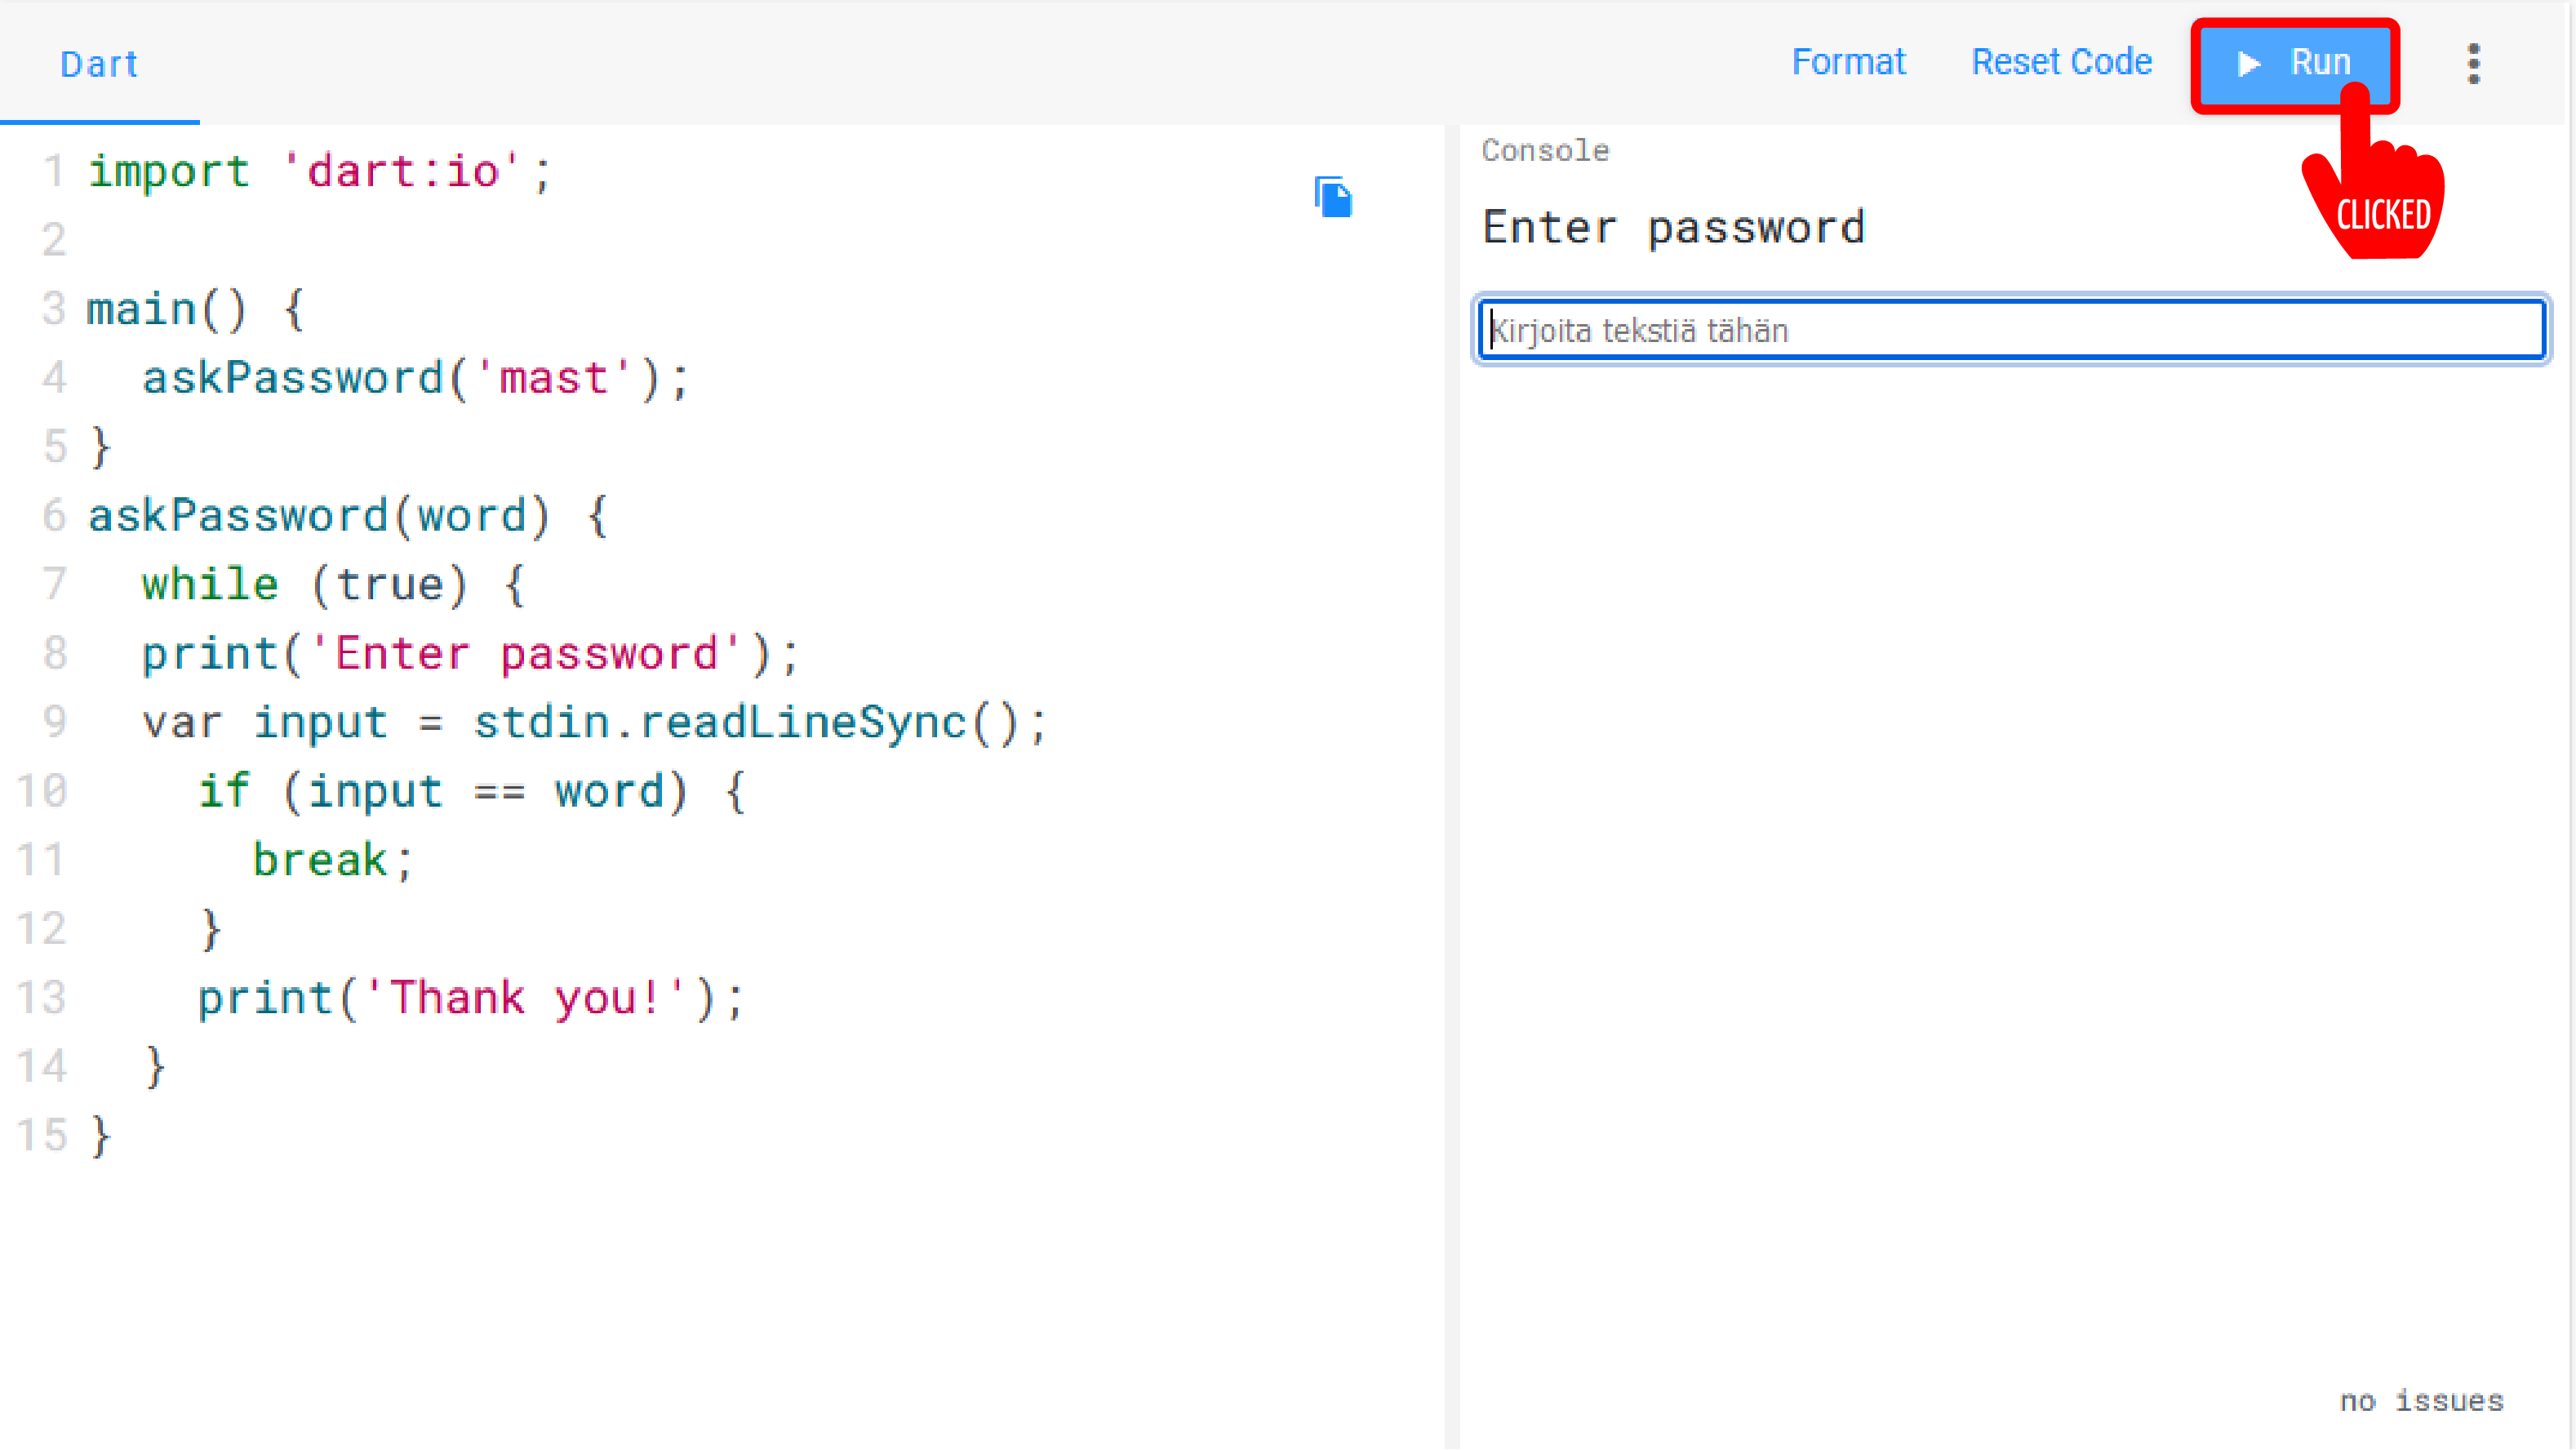 Dart
Format Reset Code Run
CLICKED
1 import 'dart:io';
2
3 main() {
4   askPassword('mast');
5 }
6 askPassword(word) {
7   while (true) {
8   print('Enter password');
9   var input = stdin.readLineSync();
10     if (input == word) {
11       break;
12     }
13     print('Thank you!');
14   }
15 }
Console
Enter password
Kirjoita tekstiä tähän
no issues